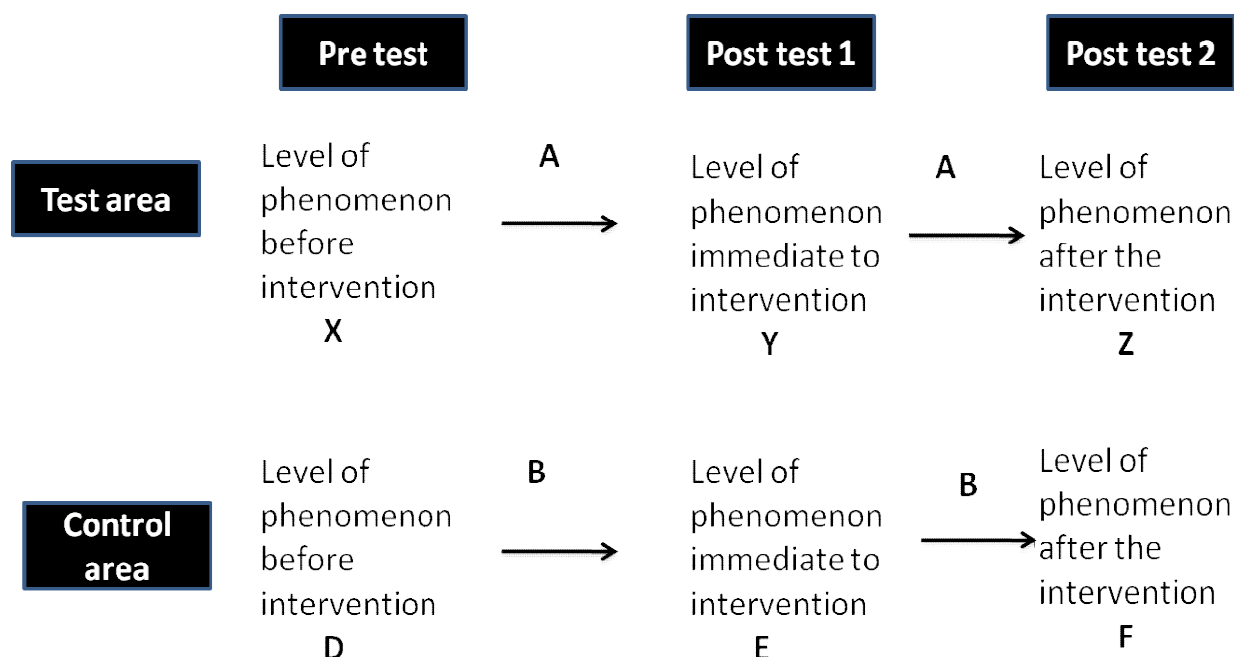 Pre test
Post test 1
Post test 2
Test area
Level of
phenomenon
before
intervention
X
A
Level of
phenomenon
immediate to
intervention
Y
A
Level of
phenomenon
after the
intervention
Z
Control
area
Level of
phenomenon
before
intervention
D
B
Level of
phenomenon
immediate to
intervention
E
B
Level of
phenomenon
after the
intervention
F